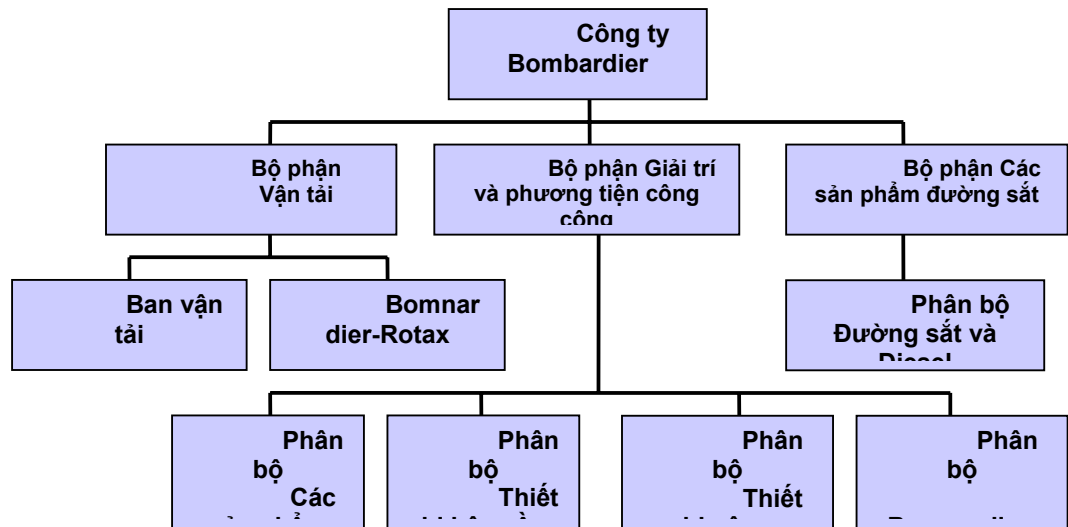 Công ty
Bombardier
Bộ phận
Vận tải
Bộ phận Giải trí
và phương tiện công
công
Bộ phận Các
sản phẩm đường sắt
Ban vận
tải
Bomnar
dier-Rotax
Phân bộ
Đường sắt và
Diesel
Phân
bộ
Các
Phân
bộ
Thiết
Phân
bộ
Thiết
Phân
bộ